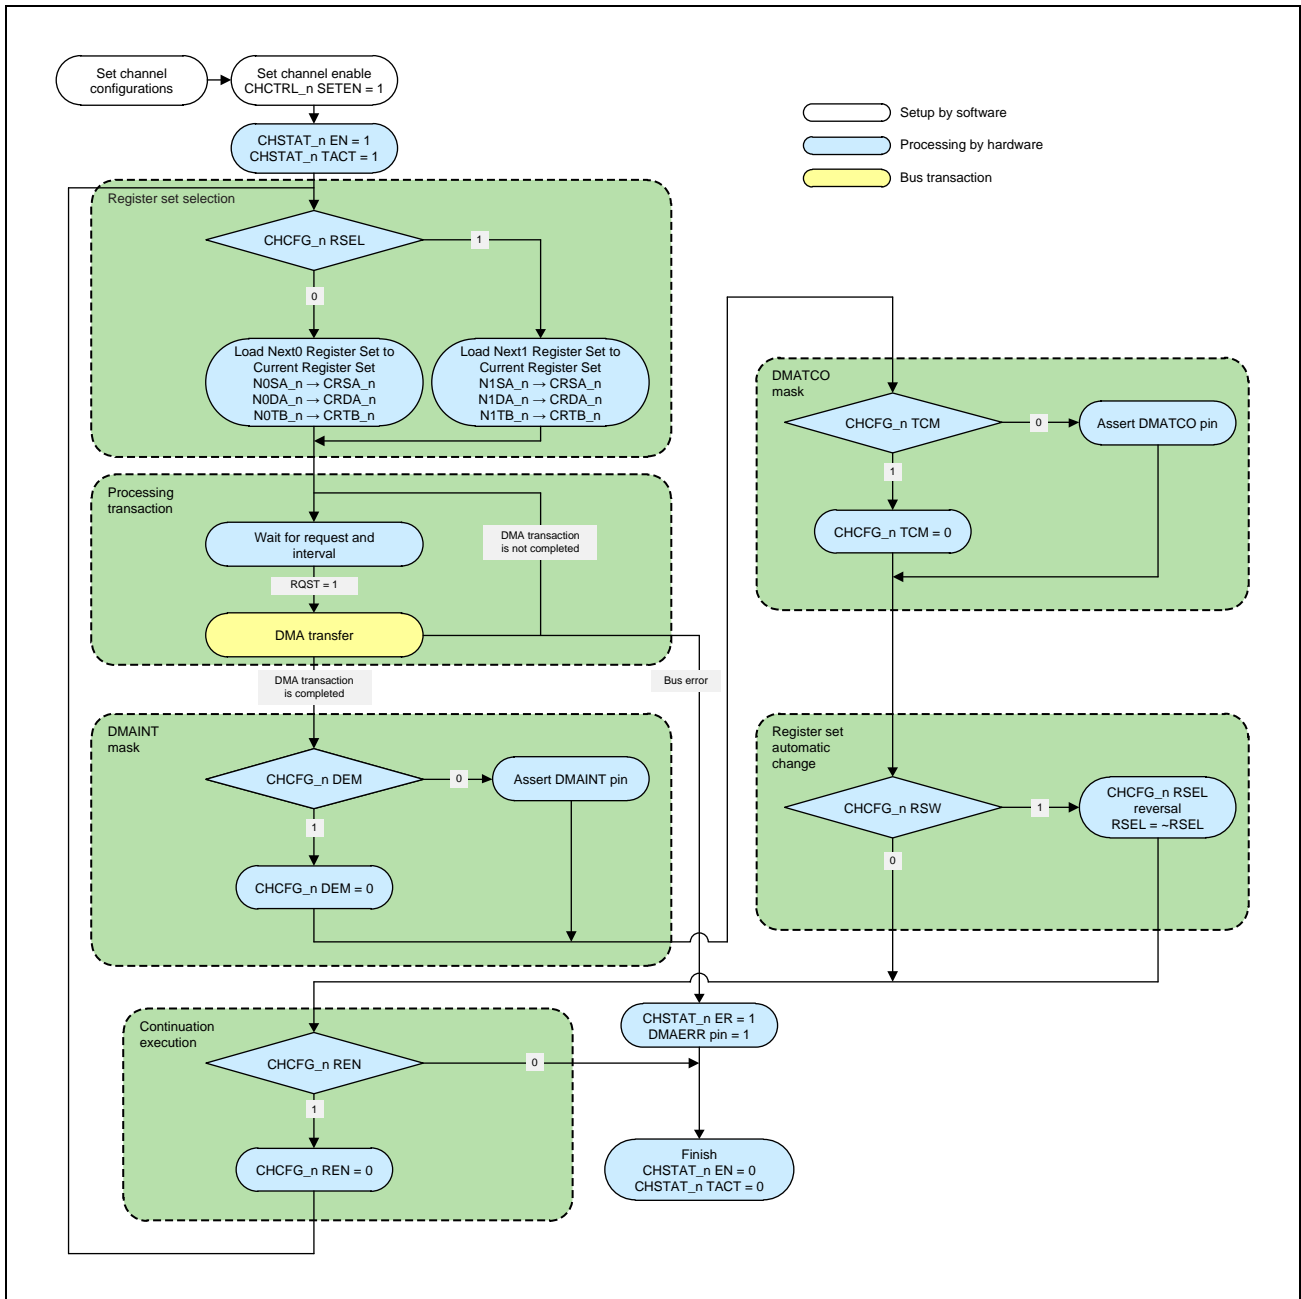 Set channel
configurations
Set channel enable
CHCTRL_n SETEN = 1
CHSTAT_n EN = 1
CHSTAT_n TACT = 1
Setup by software
Processing by hardware
Bus transaction
Register set selection
CHCFG_n RSEL
1
0
Load Next0 Register Set to
Current Register Set
N0SA_n → CRSA_n
N0DA_n → CRDA_n
N0TB_n → CRTB_n
Load Next1 Register Set to
Current Register Set
N1SA_n → CRSA_n
N1DA_n → CRDA_n
N1TB_n → CRTB_n
Processing
transaction
Wait for request and
interval
DMA transaction
is not completed
RQST = 1
DMA transfer
DMA transaction
is completed
Bus error
DMAINT
mask
CHCFG_n DEM
0
Assert DMAINT pin
1
CHCFG_n DEM = 0
DMATCO
mask
CHCFG_n TCM
0
Assert DMATCO pin
1
CHCFG_n TCM = 0
Register set
automatic
change
CHCFG_n RSW
1
CHCFG_n RSEL
reversal
RSEL = ~RSEL
0
Continuation
execution
CHCFG_n REN
0
1
CHCFG_n REN = 0
CHSTAT_n ER = 1
DMAERR pin = 1
Finish
CHSTAT_n EN = 0
CHSTAT_n TACT = 0